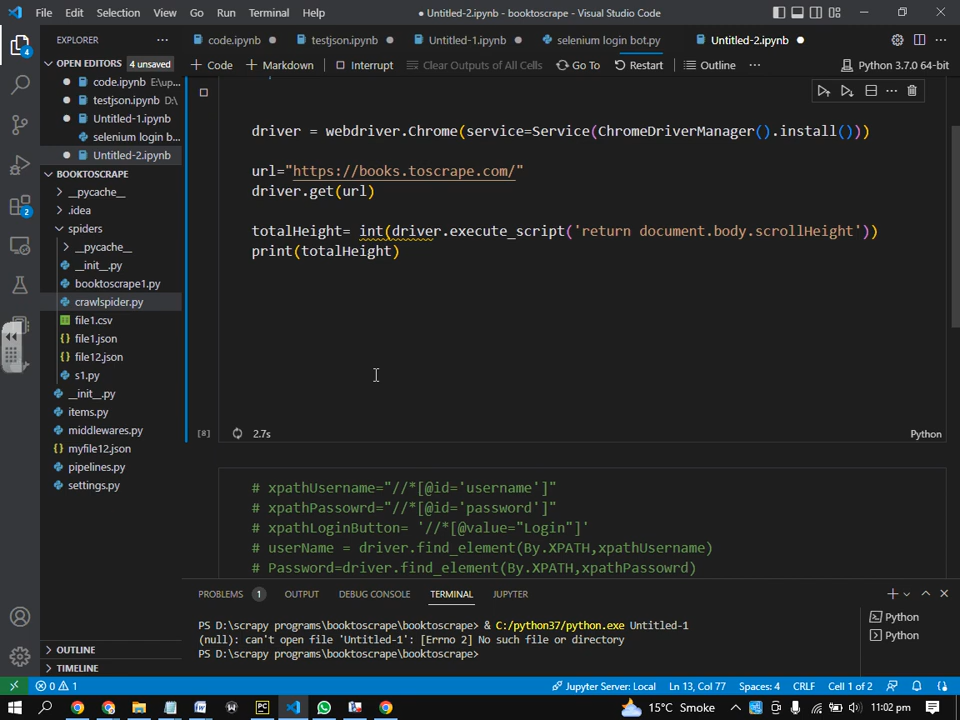 File Edit Selection View Go Run Terminal Help ● Untitled-2.ipynb - booktoscrape - Visual Studio Code
EXPLORER ...
code.ipynb ● testjson.ipynb ● Untitled-1.ipynb ● selenium login bot.py Untitled-2.ipynb ●
OPEN EDITORS 4 unsaved
+ Code + Markdown Interrupt Clear Outputs of All Cells Go To Restart Outline ... Python 3.7.0 64-bit
● code.ipynb E:\up...
● testjson.ipynb D:\
● Untitled-1.ipynb
selenium login b...
● Untitled-2.ipynb
BOOKTOSCRAPE
__pycache__
.idea
spiders
__pycache__
__init__.py
booktoscrape1.py
crawlspider.py
file1.csv
file1.json
file12.json
s1.py
__init__.py
items.py
middlewares.py
myfile12.json
pipelines.py
settings.py
OUTLINE
TIMELINE
4
2
driver = webdriver.Chrome(service=Service(ChromeDriverManager().install()))
url="https://books.toscrape.com/"
driver.get(url)
totalHeight= int(driver.execute_script('return document.body.scrollHeight'))
print(totalHeight)
[8] 2.7s Python
# xpathUsername="//*[@id='username']"
# xpathPassowrd="//*[@id='password']"
# xpathLoginButton= '//*[@value="Login"]'
# userName = driver.find_element(By.XPATH,xpathUsername)
# Password=driver.find_element(By.XPATH,xpathPassowrd)
PROBLEMS 1 OUTPUT DEBUG CONSOLE TERMINAL JUPYTER
PS D:\scrapy programs\booktoscrape\booktoscrape> & C:/python37/python.exe Untitled-1
(null): can't open file 'Untitled-1': [Errno 2] No such file or directory
PS D:\scrapy programs\booktoscrape\booktoscrape>
Python
Python
0 1 Jupyter Server: Local Ln 13, Col 77 Spaces: 4 CRLF Cell 1 of 2
15°C Smoke 11:02 pm